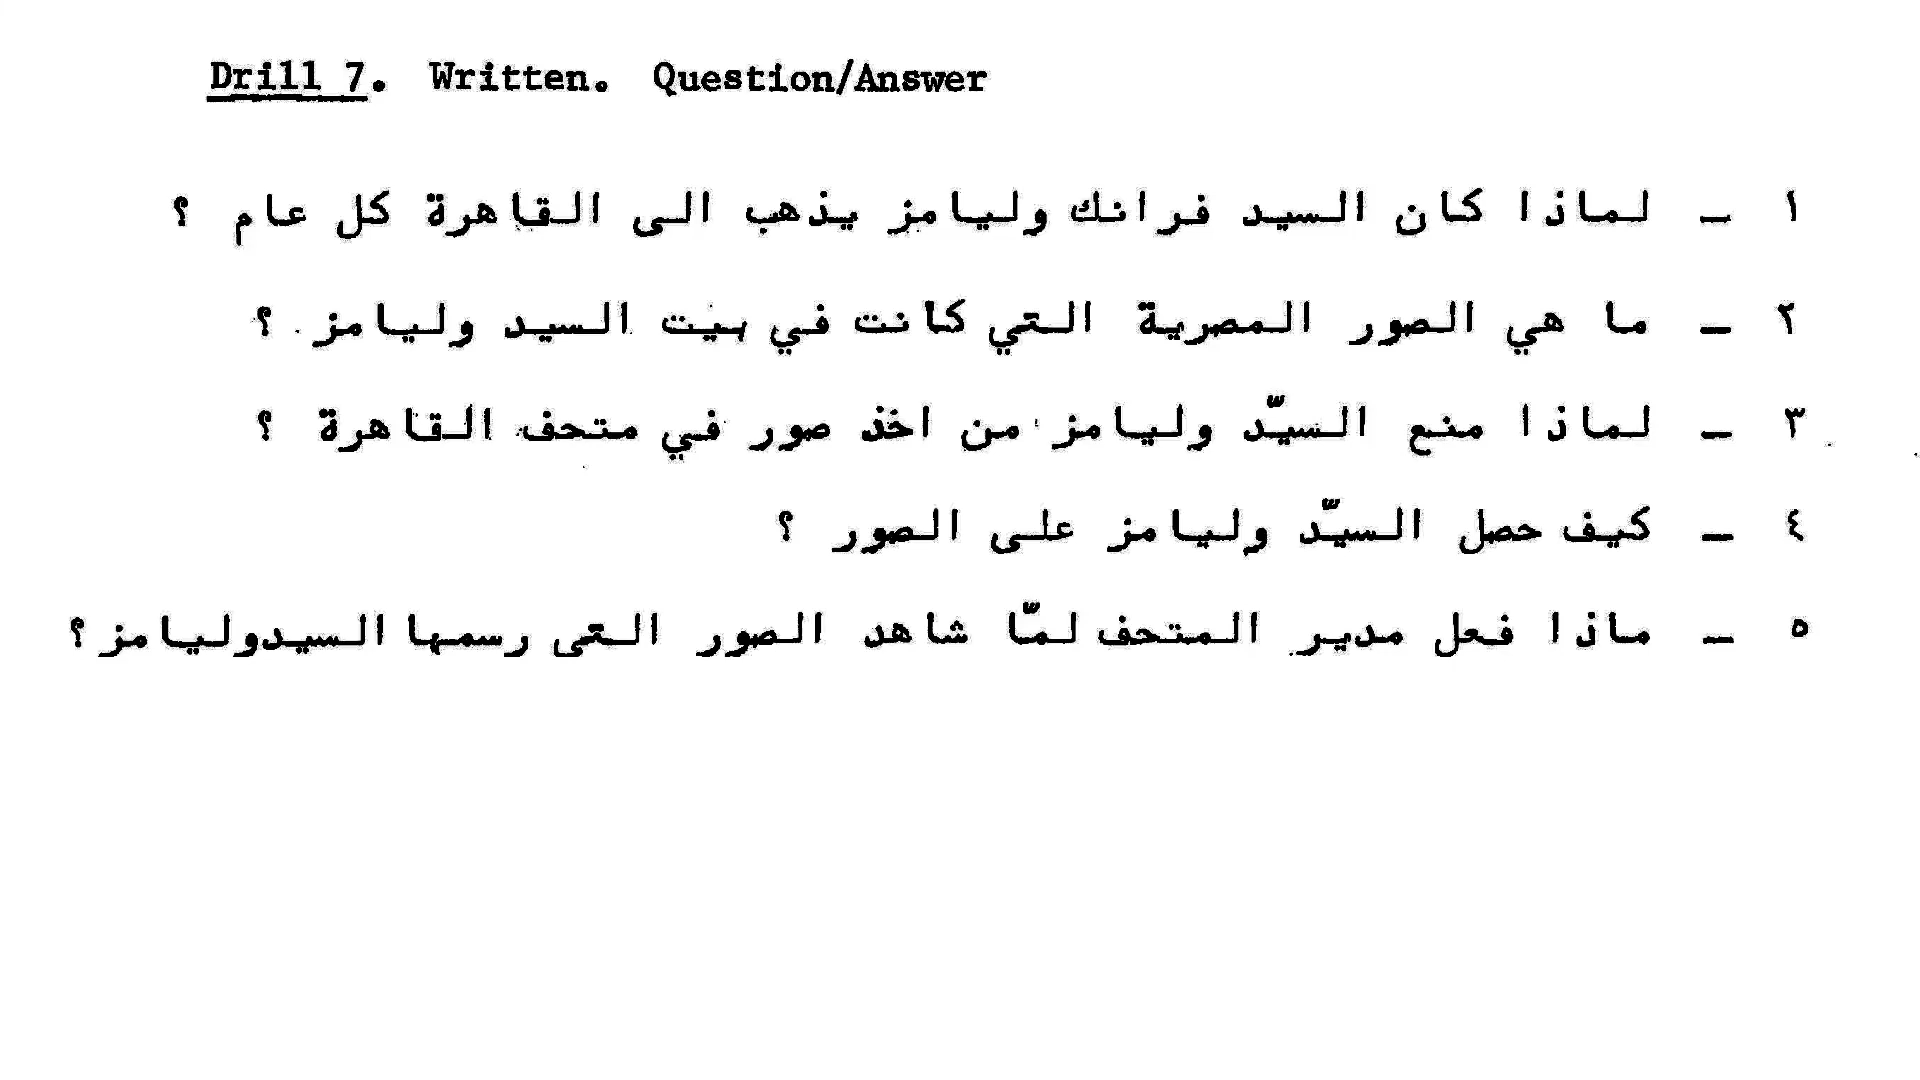 Drill 7. Written. Question/Answer
١ ـ لماذا كان السيد فرانك وليامز يذهب الى القاهرة كل عام ؟
٢ ـ ما هي الصور المصرية التي كانت في بيت السيد وليامز ؟
٣ ـ لماذا منع السيّد وليامز من اخذ صور في متحف القاهرة ؟
٤ ـ كيف حصل السيّد وليامز على الصور ؟
٥ ـ ماذا فعل مدير المتحف لمّا شاهد الصور التى رسمها السيدوليامز ؟